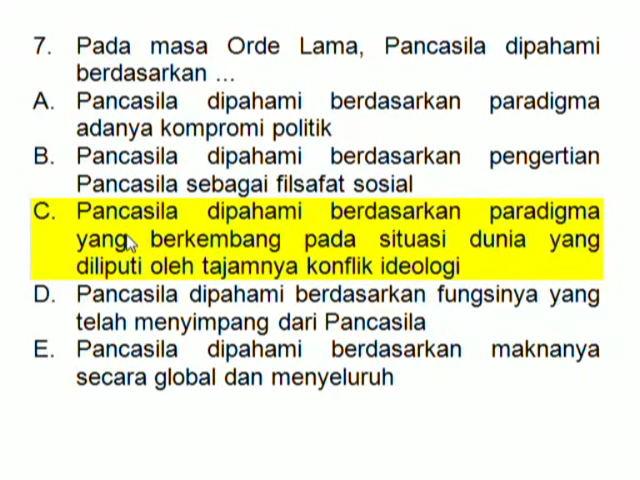 7. Pada masa Orde Lama, Pancasila dipahami
berdasarkan ...
A. Pancasila dipahami berdasarkan paradigma
adanya kompromi politik
B. Pancasila dipahami berdasarkan pengertian
Pancasila sebagai filsafat sosial
C. Pancasila dipahami berdasarkan paradigma
yang berkembang pada situasi dunia yang
diliputi oleh tajamnya konflik ideologi
D. Pancasila dipahami berdasarkan fungsinya yang
telah menyimpang dari Pancasila
E. Pancasila dipahami berdasarkan maknanya
secara global dan menyeluruh